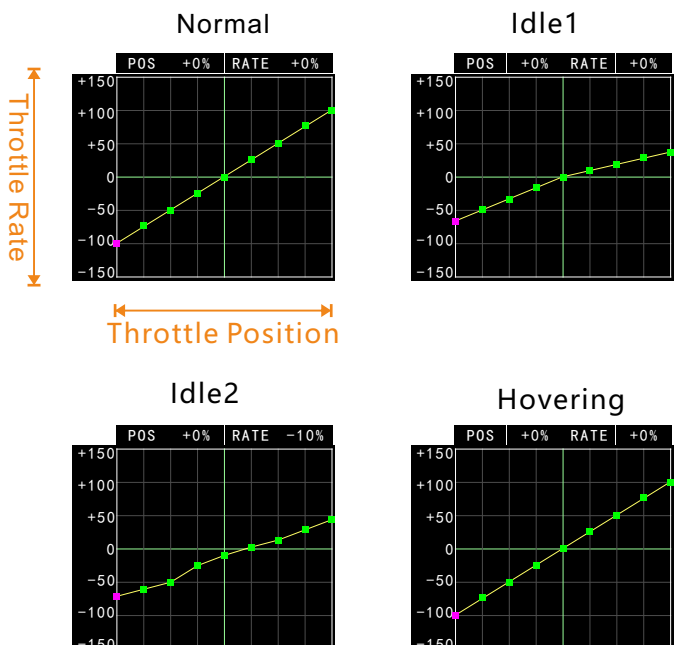 Normal
POS +0% RATE +0%
+150
+100
+50
0
-50
-100
-150
Throttle Rate
Throttle Position
Idle1
POS +0% RATE +0%
+150
+100
+50
0
-50
-100
-150
Idle2
POS +0% RATE -10%
+150
+100
+50
0
-50
-100
-150
Hovering
POS +0% RATE +0%
+150
+100
+50
0
-50
-100
-150